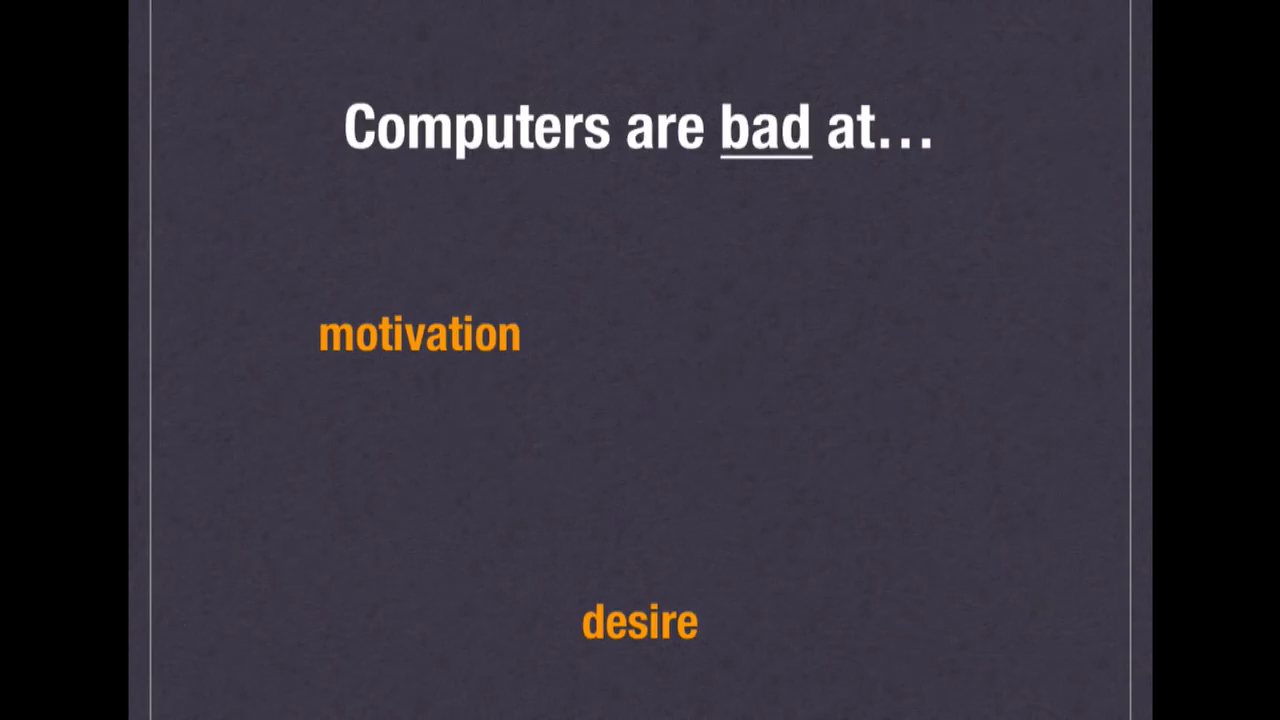 Computers are bad at…
motivation
desire